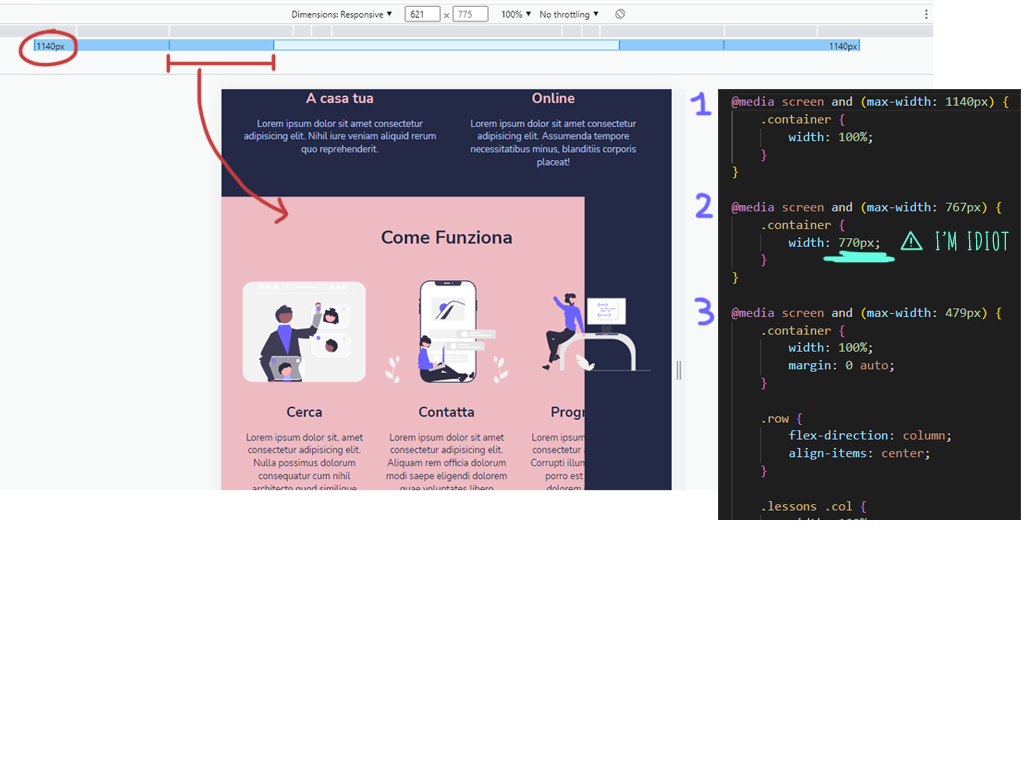 Dimensions: Responsive ▼ 621 × 775 100% ▼ No throttling ▼
1140px 1140px
A casa tua
Lorem ipsum dolor sit amet consectetur
adipisicing elit. Nihil iure veniam aliquid rerum
quo reprehenderit.
Online
Lorem ipsum dolor sit amet consectetur
adipisicing elit. Assumenda tempore
necessitatibus minus, blanditiis corporis
placeat!
Come Funziona
Cerca
Lorem ipsum dolor sit, amet
consectetur adipisicing elit.
Nulla possimus dolorum
consequatur cum nihil
architecto quod similique
Contatta
Lorem ipsum dolor sit amet
consectetur adipisicing elit.
Aliquam rem officia dolorum
modi saepe eligendi dolorem
quae voluptates libero
Progr
Lorem ipsum
consectetur a
Corrupti illum
porro est
dolorem
1
@media screen and (max-width: 1140px) {
.container {
width: 100%;
}
}
2
@media screen and (max-width: 767px) {
.container {
width: 770px; I'M IDIOT
}
}
3
@media screen and (max-width: 479px) {
.container {
width: 100%;
margin: 0 auto;
}
.row {
flex-direction: column;
align-items: center;
}
.lessons .col {